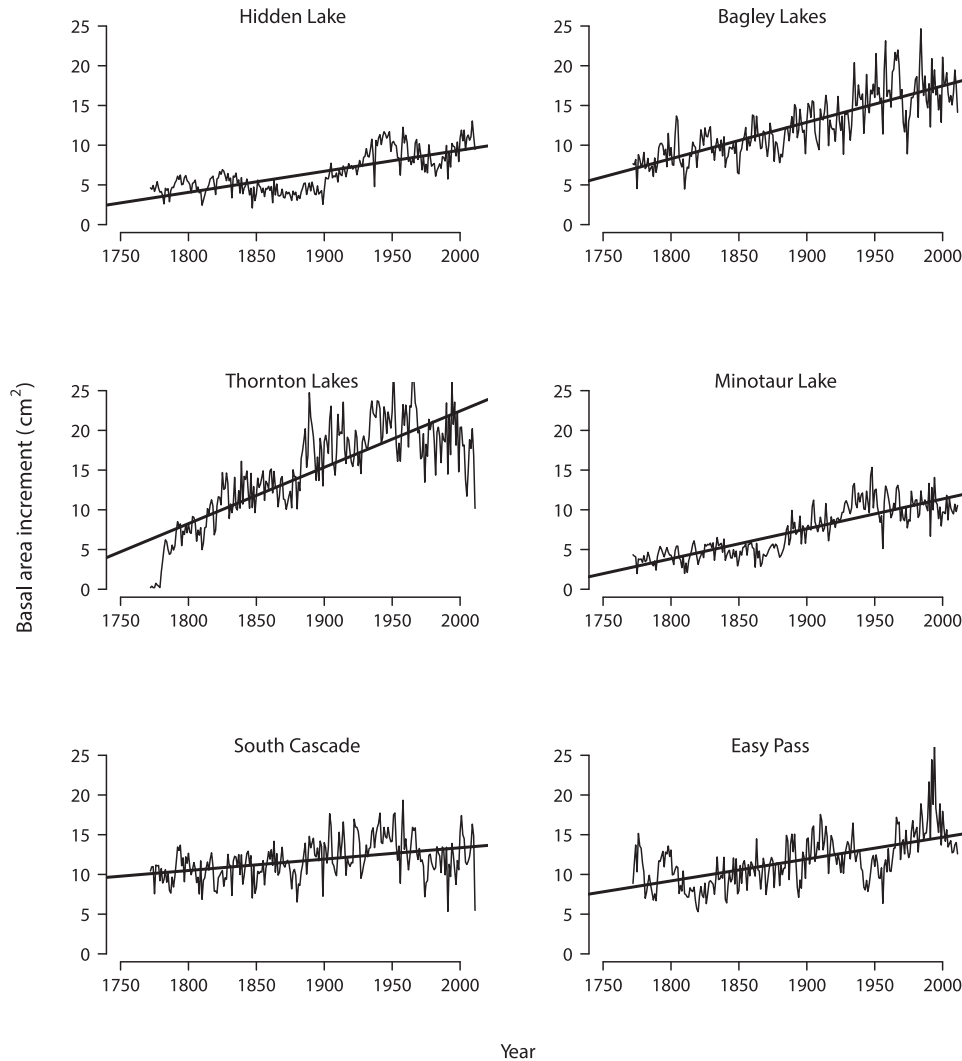 Hidden Lake
25
20
15
10
5
0
1750 1800 1850 1900 1950 2000
Bagley Lakes
25
20
15
10
5
0
1750 1800 1850 1900 1950 2000
Basal area increment (cm²)
Thornton Lakes
25
20
15
10
5
0
1750 1800 1850 1900 1950 2000
Minotaur Lake
25
20
15
10
5
0
1750 1800 1850 1900 1950 2000
South Cascade
25
20
15
10
5
0
1750 1800 1850 1900 1950 2000
Easy Pass
25
20
15
10
5
0
1750 1800 1850 1900 1950 2000
Year